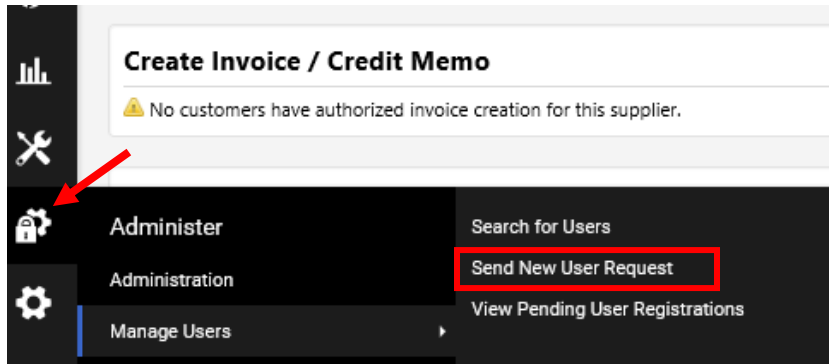 Create Invoice / Credit Memo
No customers have authorized invoice creation for this supplier.
Administer
Search for Users
Administration
Send New User Request
Manage Users
View Pending User Registrations